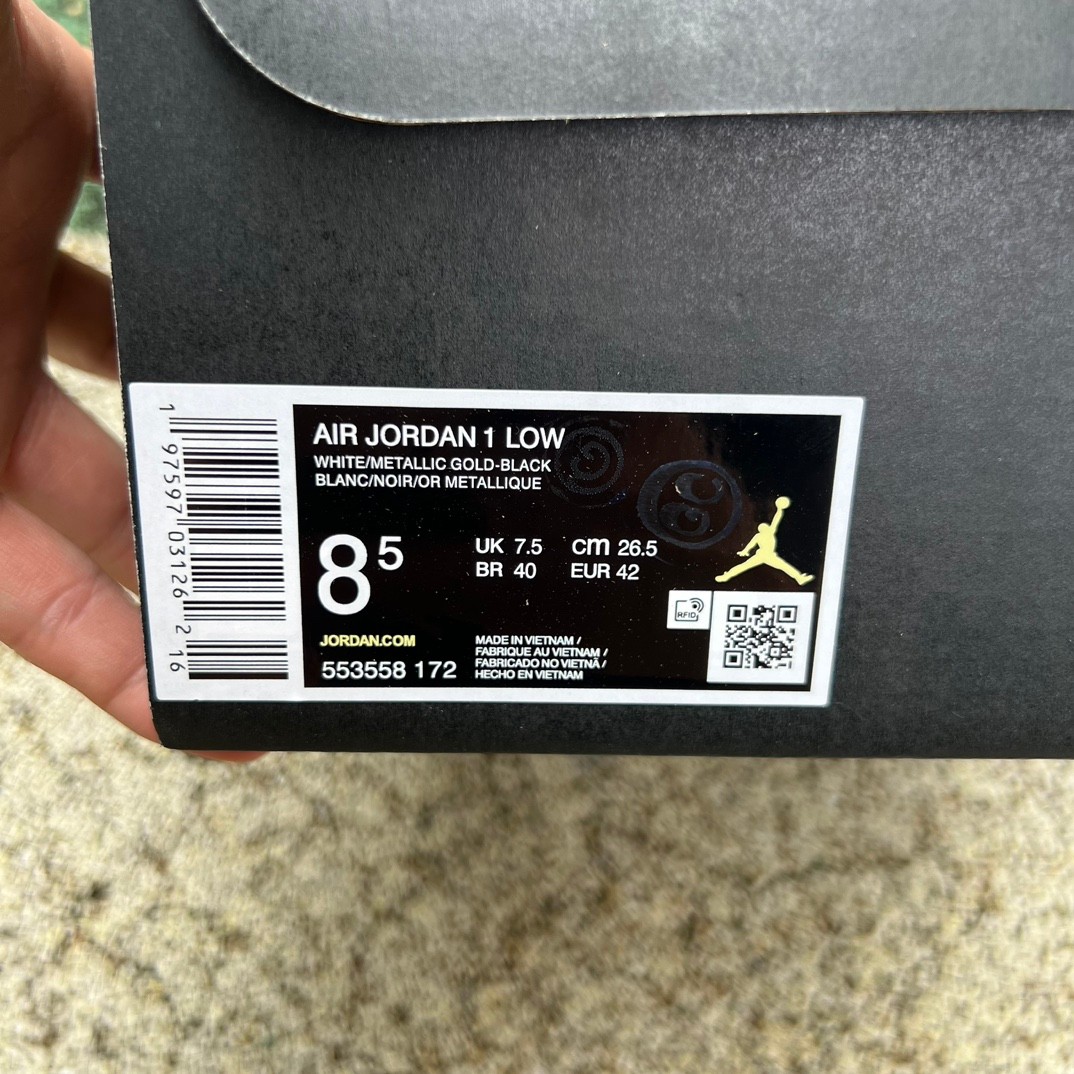 AIR JORDAN 1 LOW
WHITE/METALLIC GOLD-BLACK
BLANC/NOIR/OR METALLIQUE
8 5
UK 7.5 cm 26.5
BR 40 EUR 42
RFID
JORDAN.COM
553558 172
MADE IN VIETNAM /
FABRIQUE AU VIETNAM /
FABRICADO NO VIETNÃ /
HECHO EN VIETNAM
1 97597 03126 2 16